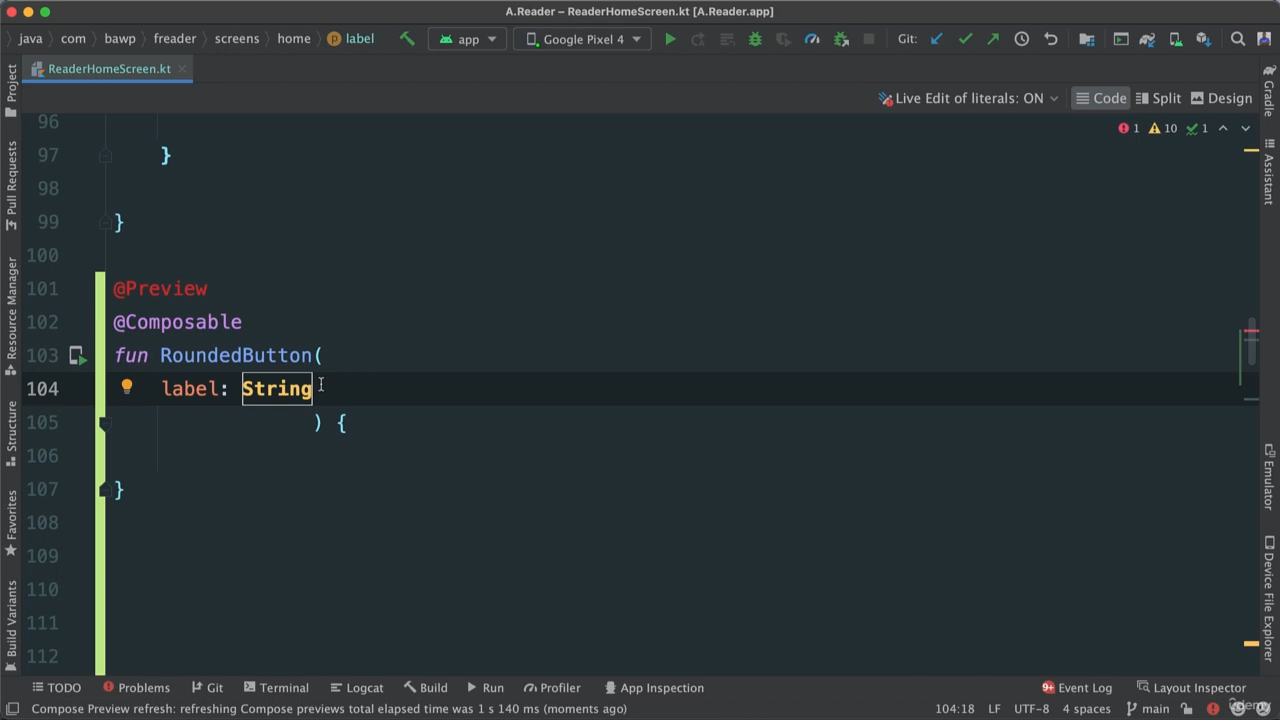 A.Reader – ReaderHomeScreen.kt [A.Reader.app]
java
com
bawp
freader
screens
home
label
app
Google Pixel 4
Git:
ReaderHomeScreen.kt
Live Edit of literals: ON
Code
Split
Design
1 10 1
96
97 }
98
99 }
100
101 @Preview
102 @Composable
103 fun RoundedButton(
104 label: String
105 ) {
106
107 }
108
109
110
111
112
Project
Pull Requests
Resource Manager
Structure
Favorites
Build Variants
Gradle
Assistant
Emulator
Device File Explorer
TODO
Problems
Git
Terminal
Logcat
Build
Run
Profiler
App Inspection
9+ Event Log
Layout Inspector
Compose Preview refresh: refreshing Compose previews total elapsed time was 1 s 140 ms (moments ago)
104:18
LF
UTF-8
4 spaces
main
Udemy